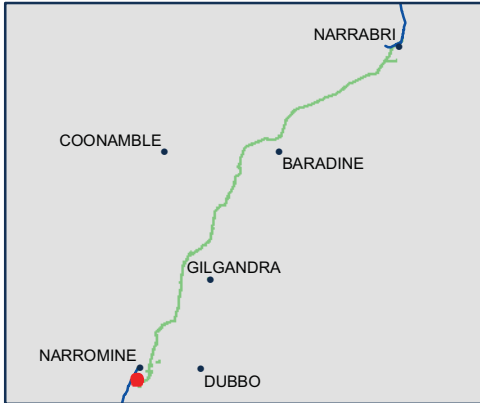 NARRABRI
COONAMBLE
BARADINE
GILGANDRA
NARROMINE
DUBBO